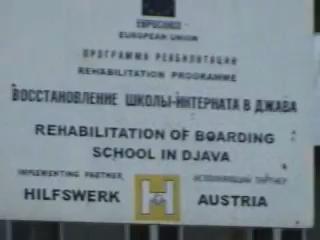 ЕВРОСОЮЗ
EUROPEAN UNION
ПРОГРАММА РЕАБИЛИТАЦИИ
REHABILITATION PROGRAMME
ВОССТАНОВЛЕНИЕ ШКОЛЫ-ИНТЕРНАТА В ДЖАВА
REHABILITATION OF BOARDING
SCHOOL IN DJAVA
IMPLEMENTING PARTNER ИСПОЛНЯЮЩИЙ ПАРТНЕР
HILFSWERK H AUSTRIA